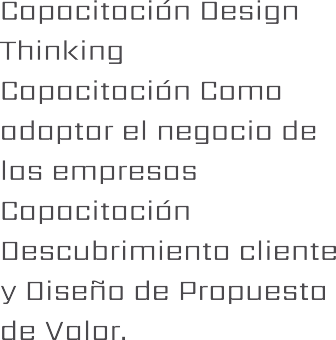 Capacitación Design
Thinking
Capacitación Como
adaptar el negocio de
las empresas
Capacitación
Descubrimiento cliente
y Diseño de Propuesta
de Valor.